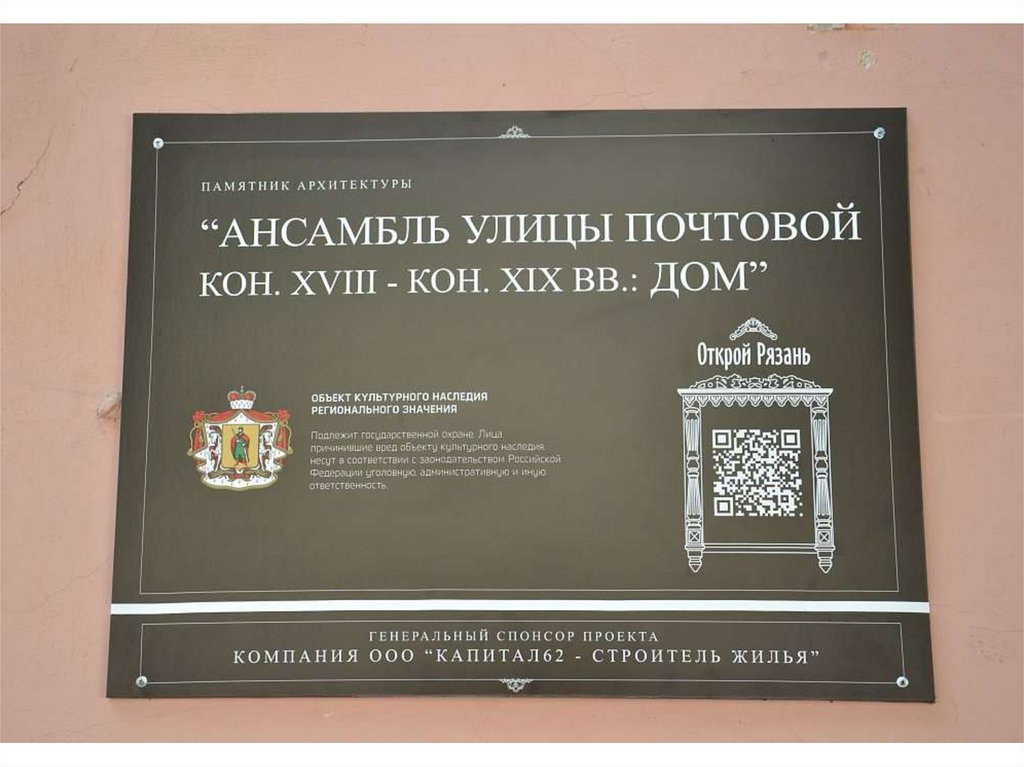 ПАМЯТНИК АРХИТЕКТУРЫ
“АНСАМБЛЬ УЛИЦЫ ПОЧТОВОЙ
КОН. XVIII - КОН. XIX ВВ.: ДОМ”
Открой Рязань
ОБЪЕКТ КУЛЬТУРНОГО НАСЛЕДИЯ
РЕГИОНАЛЬНОГО ЗНАЧЕНИЯ
Подлежит государственной охране. Лица,
причинившие вред объекту культурного наследия,
несут в соответствии с законодательством Российской
Федерации уголовную, административную и иную
ответственность.
ГЕНЕРАЛЬНЫЙ СПОНСОР ПРОЕКТА
КОМПАНИЯ ООО “КАПИТАЛ62 - СТРОИТЕЛЬ ЖИЛЬЯ”